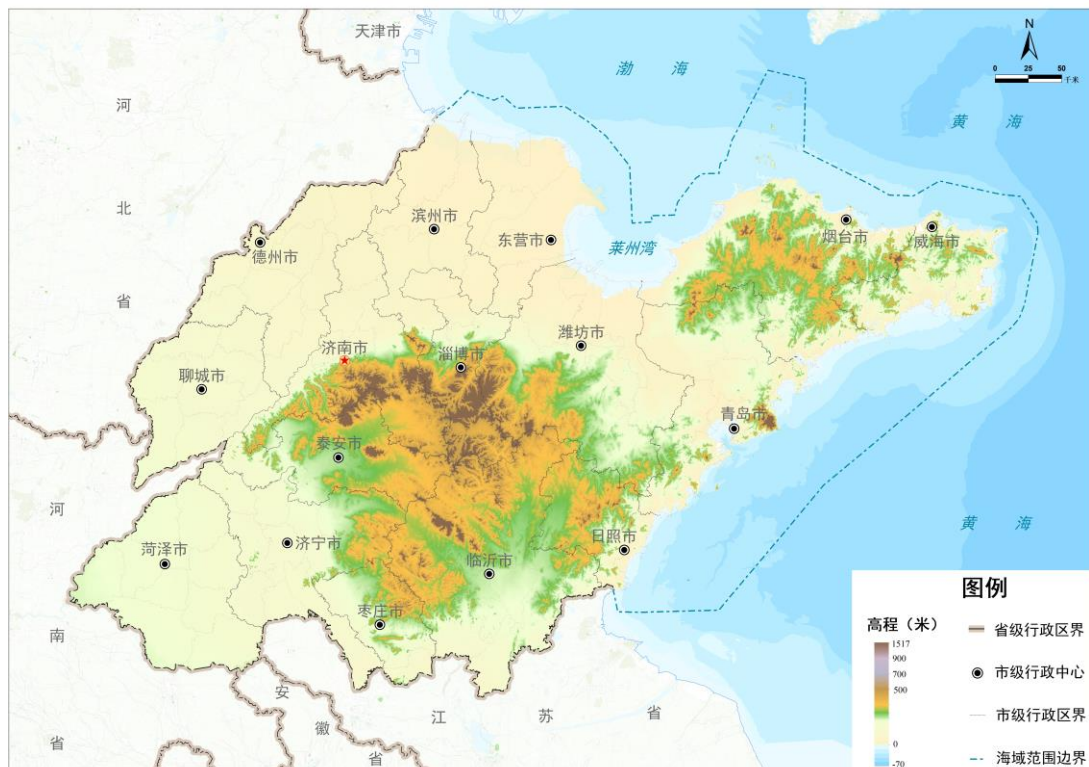 天津市
N
0 25 50
千米
渤 海
黄 海
河
北
省
滨州市
东营市
莱州湾
烟台市
威海市
德州市
济南市
淄博市
潍坊市
聊城市
泰安市
青岛市
黄 海
河
南
省
菏泽市
济宁市
临沂市
日照市
枣庄市
安
徽
省
江 苏 省
图例
高程（米）
1517
900
700
500
0
-70
省级行政区界
市级行政中心
市级行政区界
海域范围边界